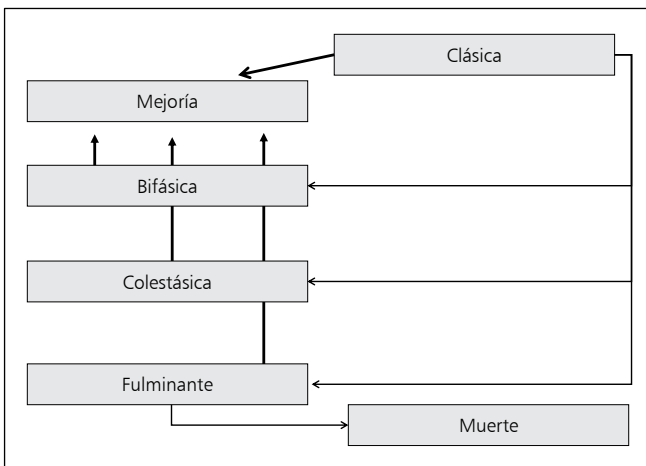 Clásica
Mejoría
Bifásica
Colestásica
Fulminante
Muerte